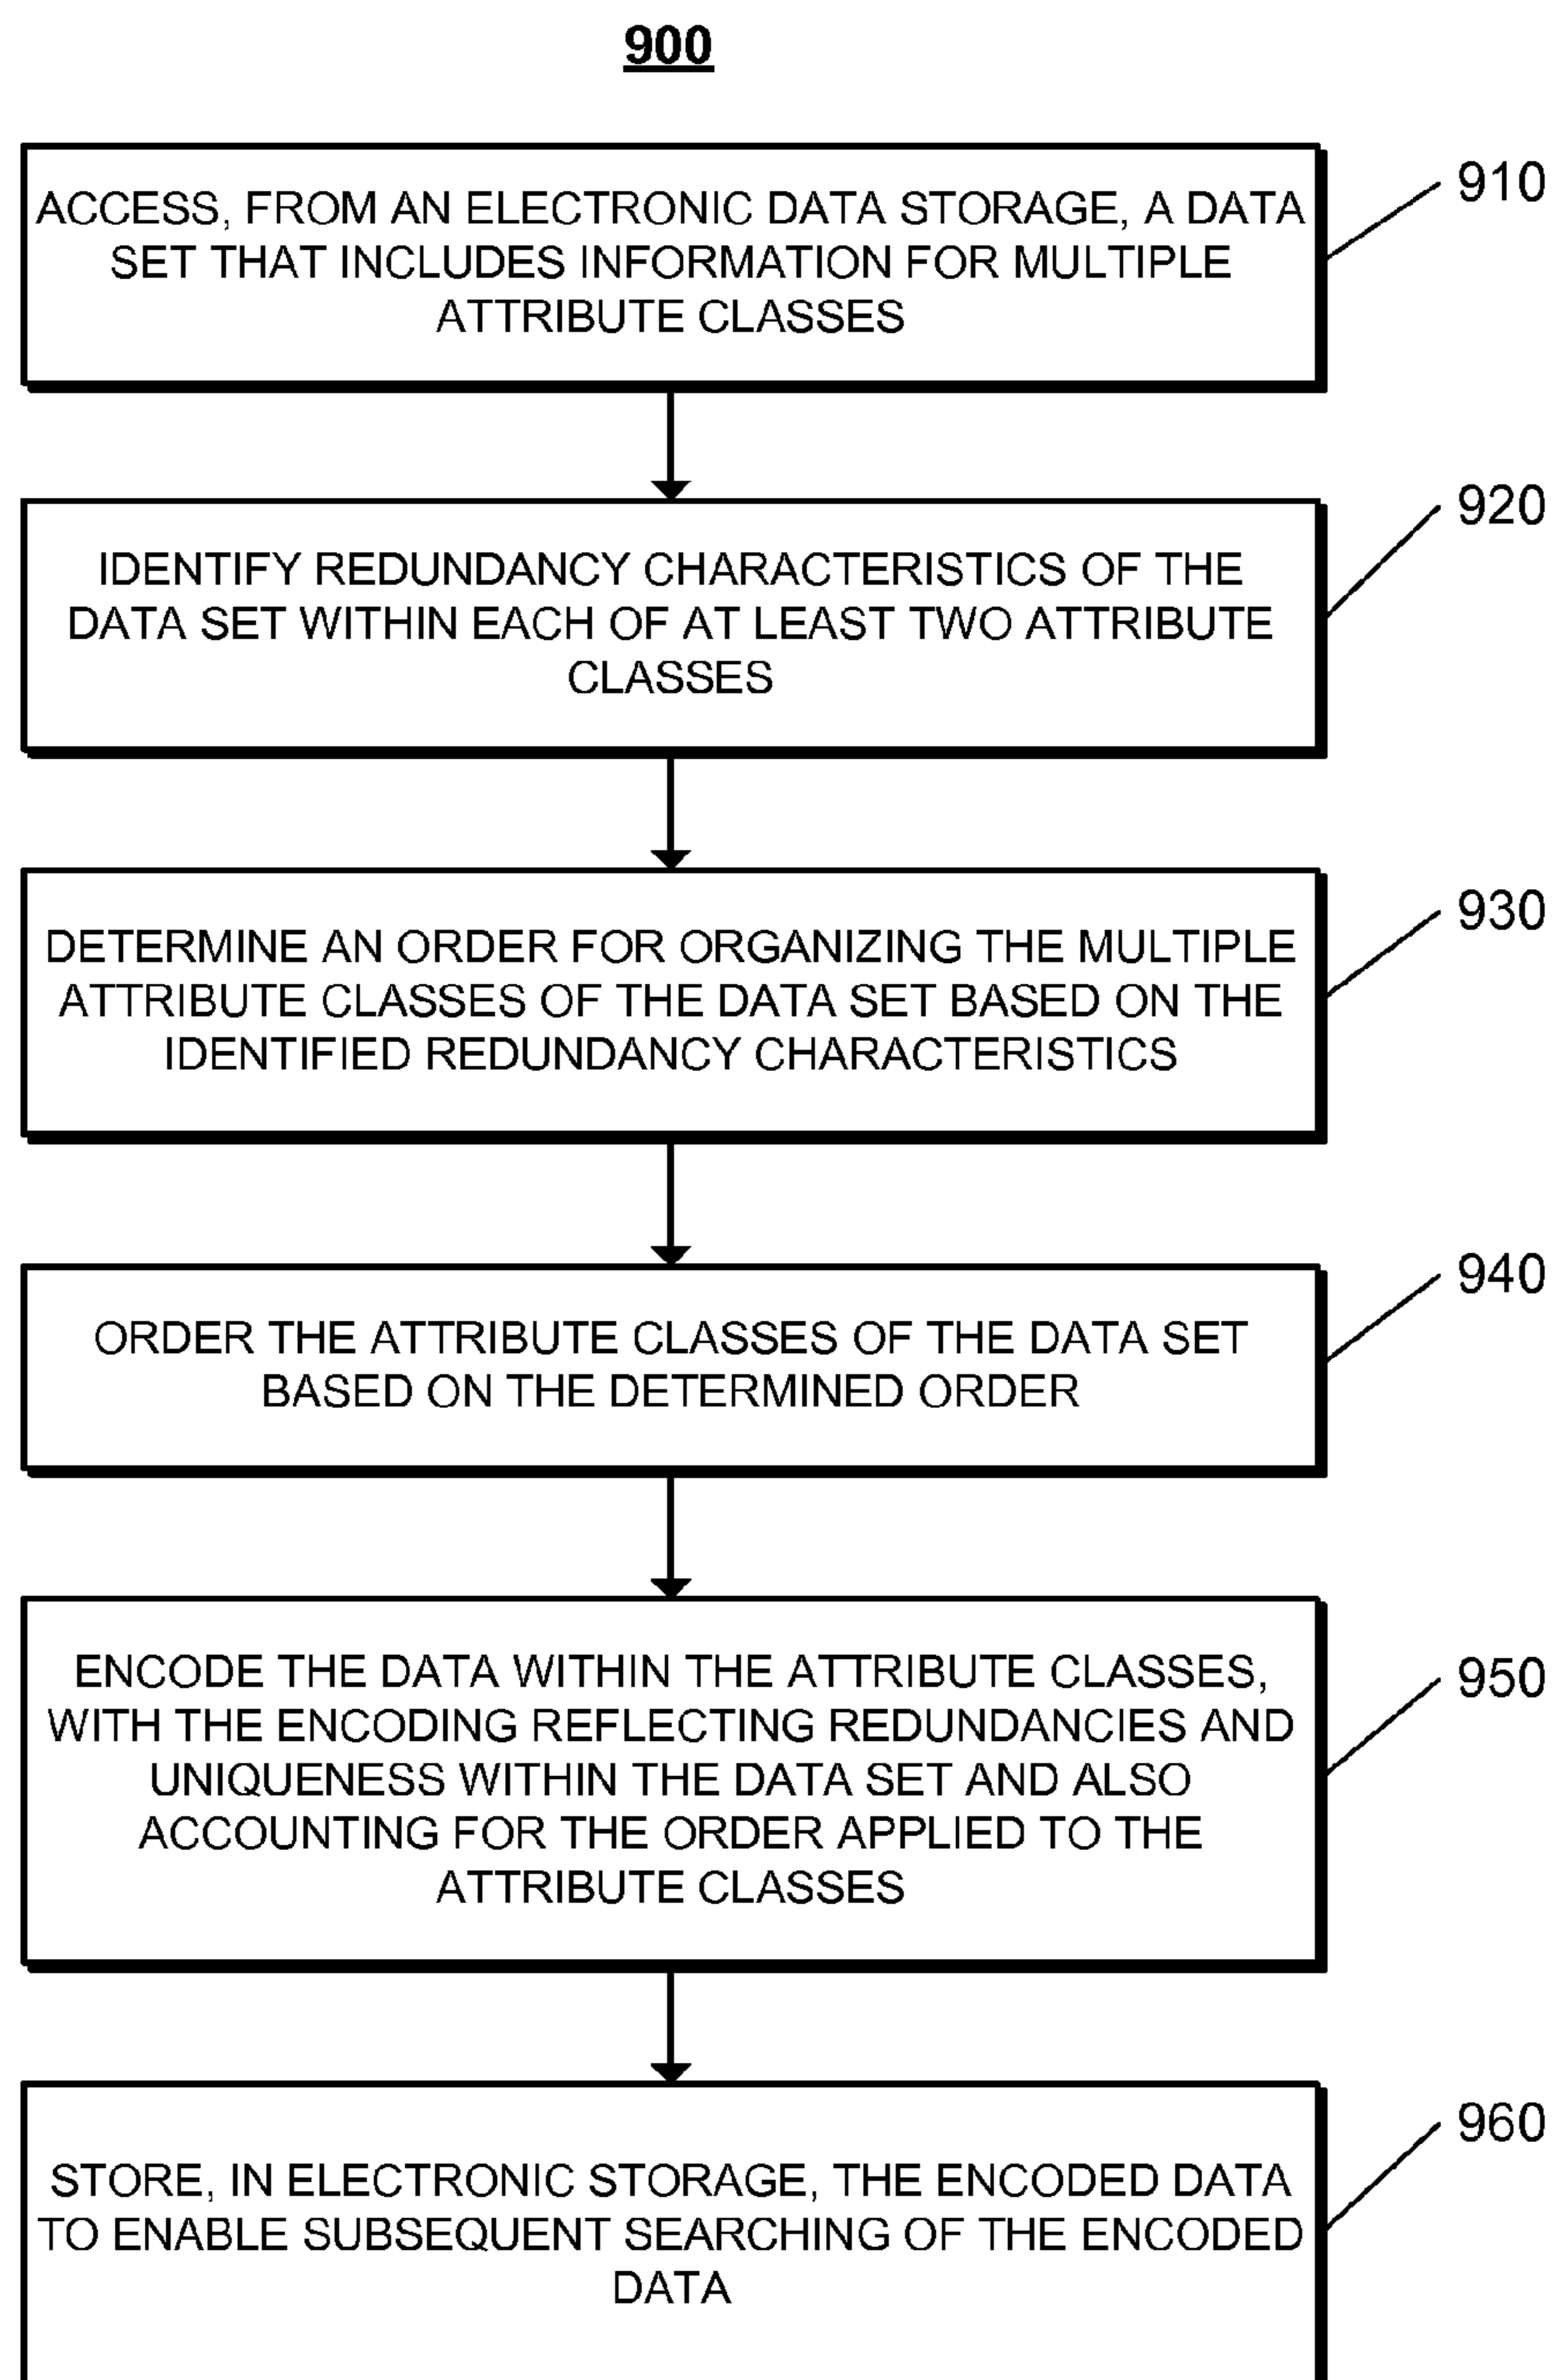 900
ACCESS, FROM AN ELECTRONIC DATA STORAGE, A DATA
SET THAT INCLUDES INFORMATION FOR MULTIPLE
ATTRIBUTE CLASSES
910
IDENTIFY REDUNDANCY CHARACTERISTICS OF THE
DATA SET WITHIN EACH OF AT LEAST TWO ATTRIBUTE
CLASSES
920
DETERMINE AN ORDER FOR ORGANIZING THE MULTIPLE
ATTRIBUTE CLASSES OF THE DATA SET BASED ON THE
IDENTIFIED REDUNDANCY CHARACTERISTICS
930
ORDER THE ATTRIBUTE CLASSES OF THE DATA SET
BASED ON THE DETERMINED ORDER
940
ENCODE THE DATA WITHIN THE ATTRIBUTE CLASSES,
WITH THE ENCODING REFLECTING REDUNDANCIES AND
UNIQUENESS WITHIN THE DATA SET AND ALSO
ACCOUNTING FOR THE ORDER APPLIED TO THE
ATTRIBUTE CLASSES
950
STORE, IN ELECTRONIC STORAGE, THE ENCODED DATA
TO ENABLE SUBSEQUENT SEARCHING OF THE ENCODED
DATA
960